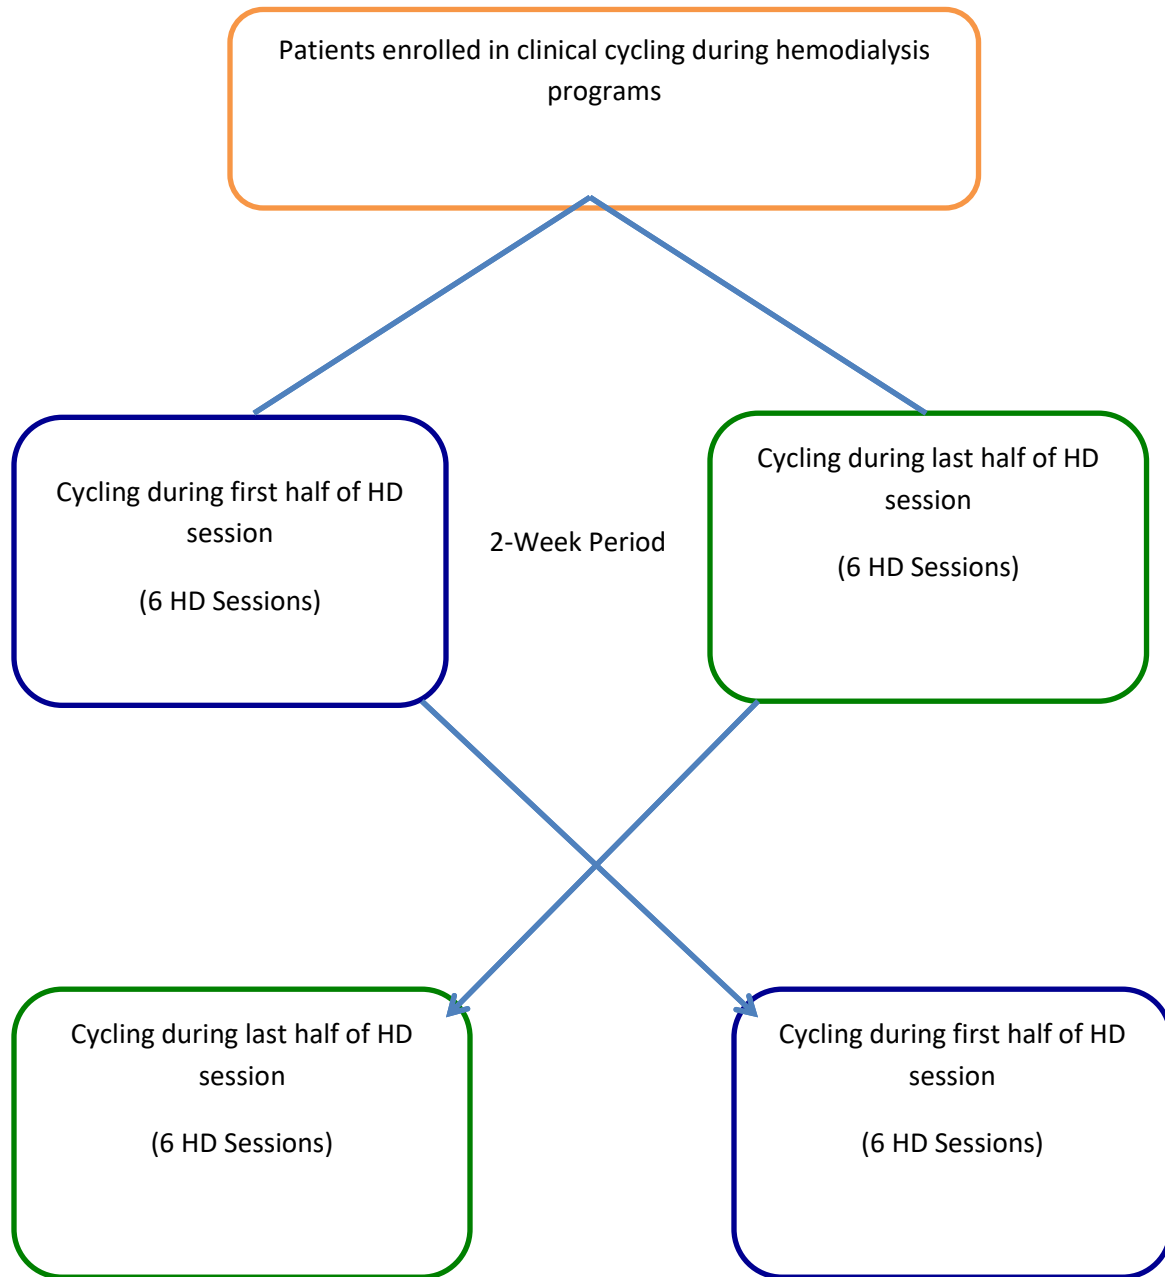 Patients enrolled in clinical cycling during hemodialysis
programs
Cycling during first half of HD
session
(6 HD Sessions)
2-Week Period
Cycling during last half of HD
session
(6 HD Sessions)
Cycling during last half of HD
session
(6 HD Sessions)
Cycling during first half of HD
session
(6 HD Sessions)